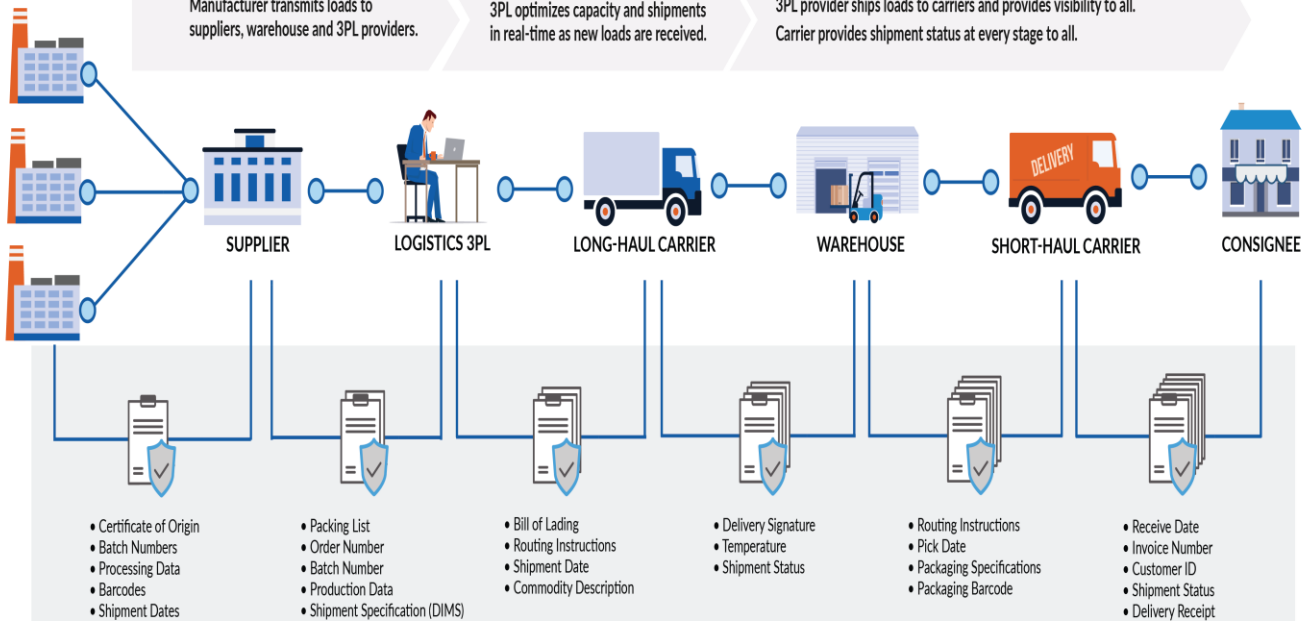 Manufacturer transmits loads to
suppliers, warehouse and 3PL providers.
3PL optimizes capacity and shipments
in real-time as new loads are received.
3PL provider ships loads to carriers and provides visibility to all.
Carrier provides shipment status at every stage to all.
DELIVERY
SUPPLIER
LOGISTICS 3PL
LONG-HAUL CARRIER
WAREHOUSE
SHORT-HAUL CARRIER
CONSIGNEE
• Certificate of Origin
• Batch Numbers
• Processing Data
• Barcodes
• Shipment Dates
• Packing List
• Order Number
• Batch Number
• Production Data
• Shipment Specification (DIMS)
• Bill of Lading
• Routing Instructions
• Shipment Date
• Commodity Description
• Delivery Signature
• Temperature
• Shipment Status
• Routing Instructions
• Pick Date
• Packaging Specifications
• Packaging Barcode
• Receive Date
• Invoice Number
• Customer ID
• Shipment Status
• Delivery Receipt